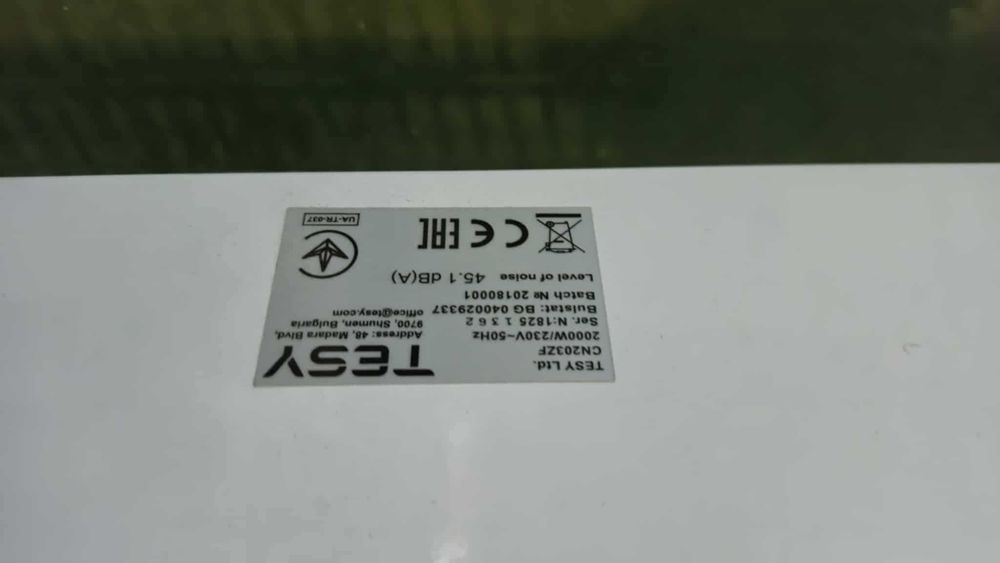 TESY Ltd.
CN203ZF
2000W/230V~50Hz
Ser. N:1825 1 3 6 2
Bulstat: BG 040029337
Batch № 20180001
Level of noise 45.1 dB(A)
TESY
Address: 48, Madara Blvd,
9700, Shumen, Bulgaria
office@tesy.com
CE
EAC
UA-TR-037